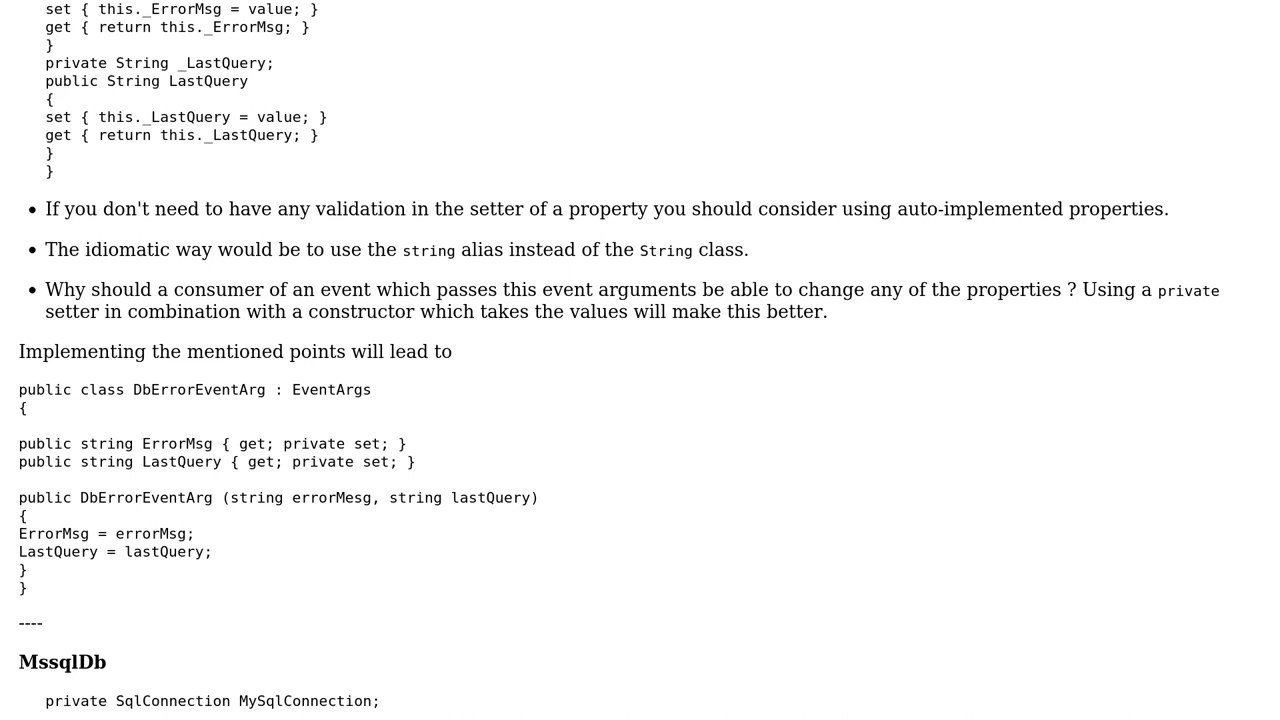 set { this._ErrorMsg = value; }
get { return this._ErrorMsg; }
}
private String _LastQuery;
public String LastQuery
{
set { this._LastQuery = value; }
get { return this._LastQuery; }
}
}
• If you don't need to have any validation in the setter of a property you should consider using auto-implemented properties.
• The idiomatic way would be to use the string alias instead of the String class.
• Why should a consumer of an event which passes this event arguments be able to change any of the properties ? Using a private
setter in combination with a constructor which takes the values will make this better.
Implementing the mentioned points will lead to
public class DbErrorEventArg : EventArgs
{
public string ErrorMsg { get; private set; }
public string LastQuery { get; private set; }
public DbErrorEventArg (string errorMesg, string lastQuery)
{
ErrorMsg = errorMsg;
LastQuery = lastQuery;
}
}
----
MssqlDb
private SqlConnection MySqlConnection;